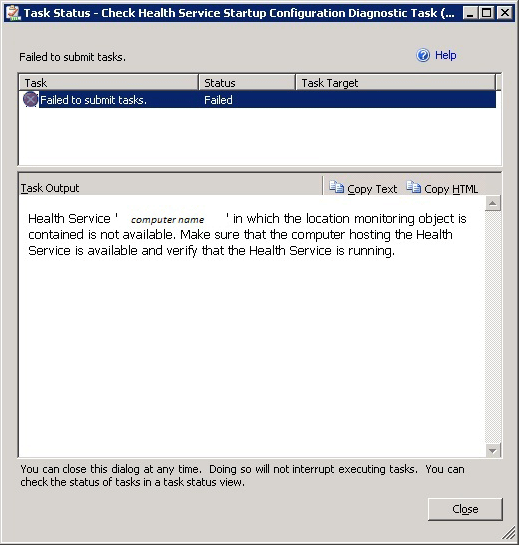 Task Status - Check Health Service Startup Configuration Diagnostic Task (...
Failed to submit tasks.
Help
Task Status Task Target
Failed to submit tasks. Failed
Task Output Copy Text Copy HTML
Health Service ' computer name ' in which the location monitoring object is
contained is not available. Make sure that the computer hosting the Health
Service is available and verify that the Health Service is running.
You can close this dialog at any time. Doing so will not interrupt executing tasks. You can
check the status of tasks in a task status view.
Close